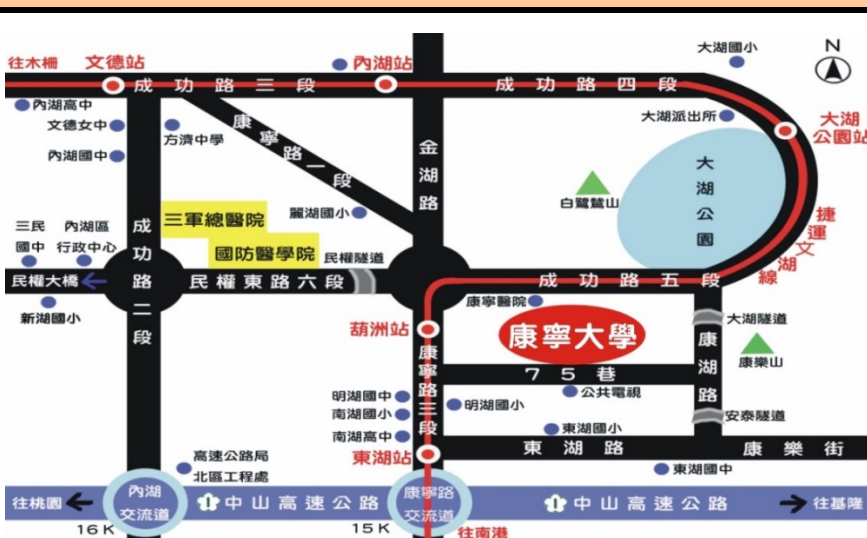 大湖國小
N
往木柵
文德站
內湖站
成功路三段
成功路四段
內湖高中
文德女中
方濟中學
內湖國中
康寧路一段
金湖路
大湖派出所
大湖公園站
大湖公園
白鷺鷥山
捷運文湖線
三民國中
內湖區行政中心
成功路二段
三軍總醫院
國防醫學院
麗湖國小
民權隧道
民權大橋
民權東路六段
成功路五段
新湖國小
康寧醫院
葫洲站
康寧大學
大湖隧道
康湖路
康樂山
75巷
康寧路三段
明湖國中
南湖國小
南湖高中
明湖國小
公共電視
安泰隧道
東湖國小
東湖站
東湖路
康樂街
高速公路局
北區工程處
東湖國中
往桃園
內湖
交流道
1
中山高速公路
康寧路
交流道
1
中山高速公路
往基隆
16K
15K
往南港